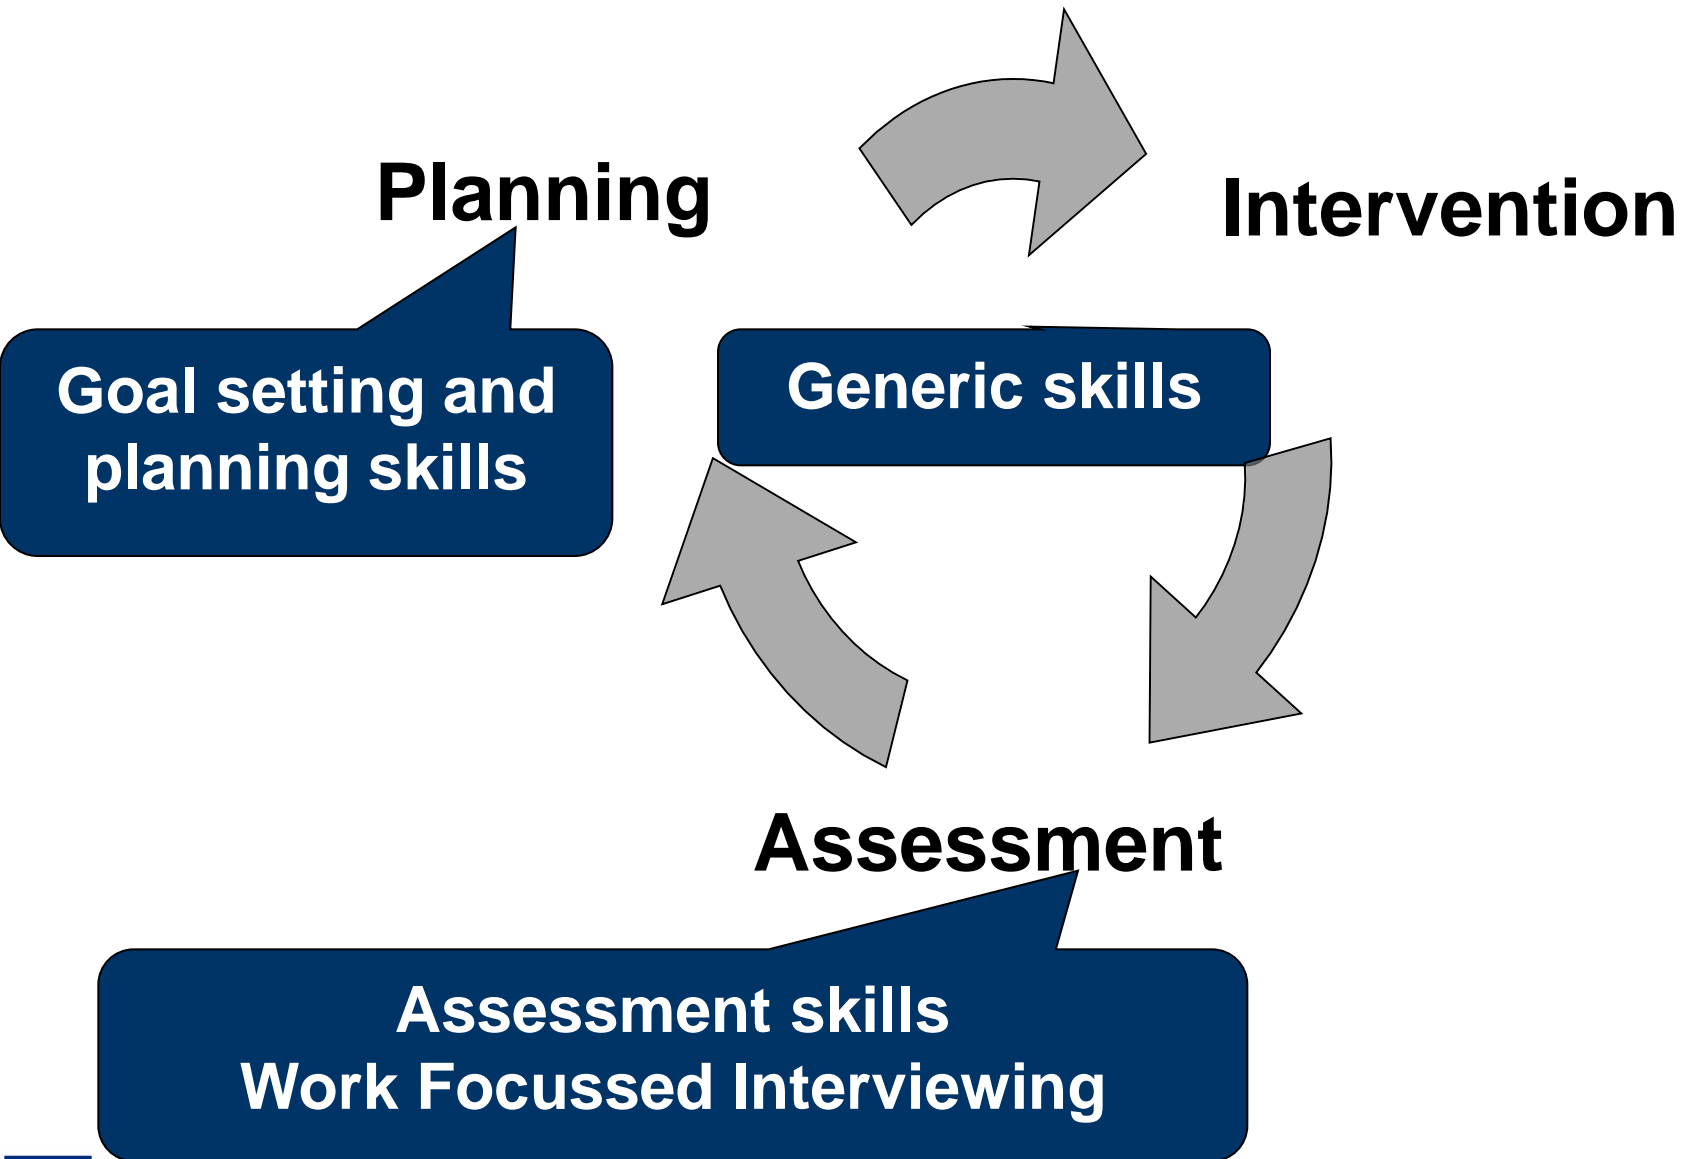 Planning
Intervention
Goal setting and
planning skills
Generic skills
Assessment
Assessment skills
Work Focussed Interviewing